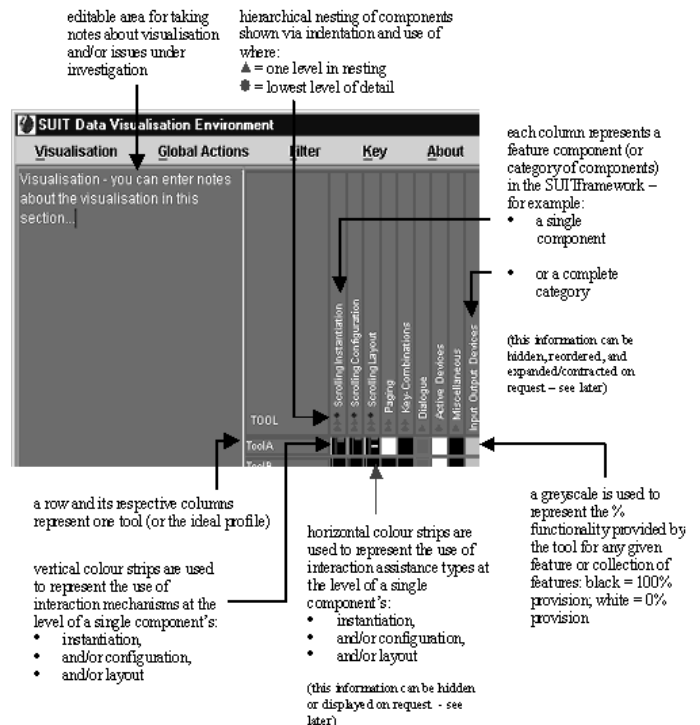 editable area for taking
notes about visualisation
and/or issues under
investigation
hierarchical nesting of components
shown via indentation and use of
where:
▲ = one level in nesting
● = lowest level of detail
SUIT Data Visualisation Environment
Visualisation Global Actions Filter Key About
Visualisation - you can enter notes
about the visualisation in this
section...
TOOL
Scrolling Instantiation
Scrolling Configuration
Scrolling Layout
Paging
Key-Combinations
Dialogue
Active Devices
Miscellaneous
Input Output Devices
ToolA
ToolB
each column represents a
feature component (or
category of components)
in the SUIT framework –
for example:
• a single
component
• or a complete
category
(this information can be
hidden, reordered, and
expanded/contracted on
request – see later)
a row and its respective columns
represent one tool (or the ideal profile)
vertical colour strips are used
to represent the use of
interaction mechanisms at the
level of a single component's:
• instantiation,
• and/or configuration,
• and/or layout
horizontal colour strips are
used to represent the use of
interaction assistance types at
the level of a single
component's:
• instantiation,
• and/or configuration,
• and/or layout
(this information can be hidden
or displayed on request - see
later)
a greyscale is used to
represent the %
functionality provided by
the tool for any given
feature or collection of
features: black = 100%
provision; white = 0%
provision